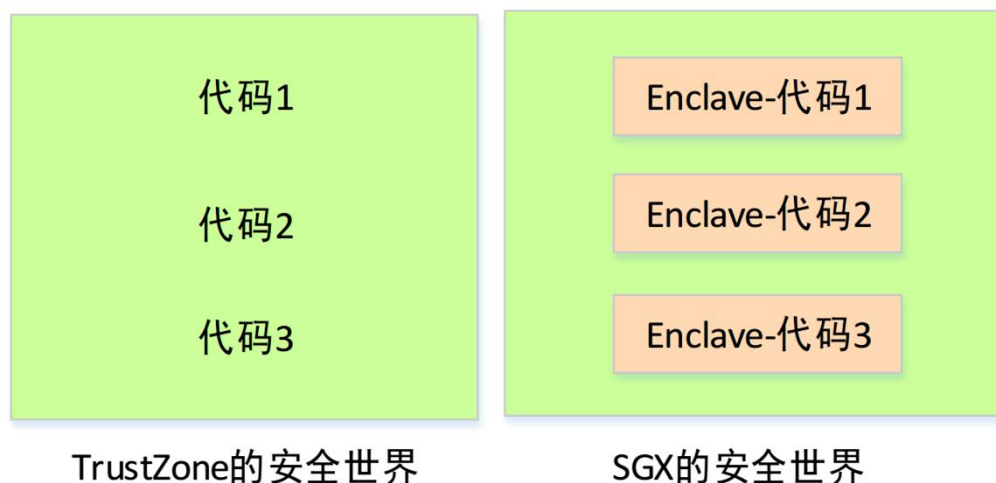 代码1
代码2
代码3
TrustZone的安全世界
Enclave-代码1
Enclave-代码2
Enclave-代码3
SGX的安全世界